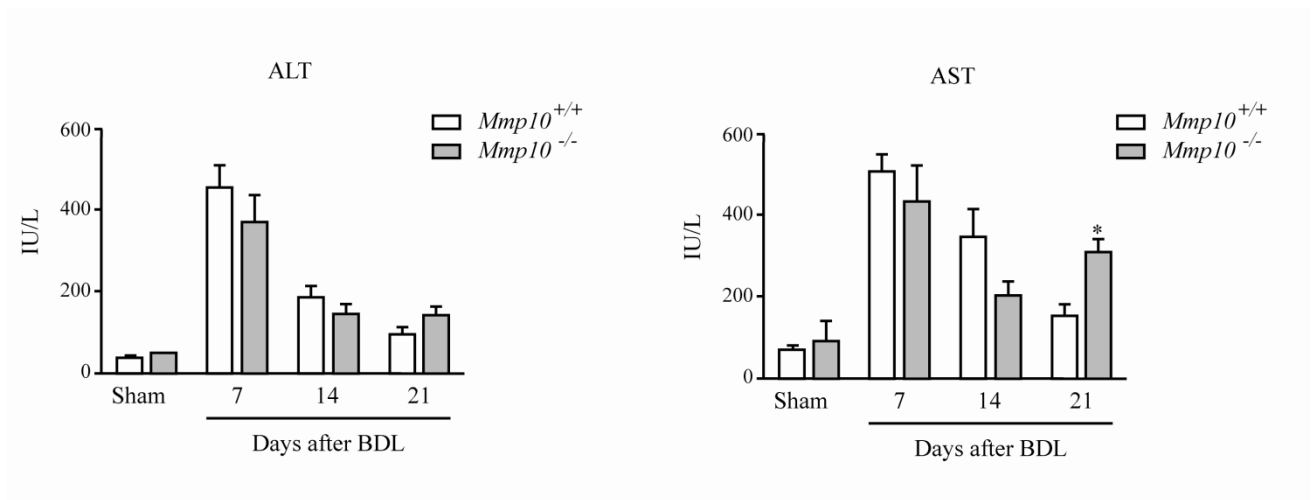 ALT
Mmp10 +/+
Mmp10 -/-
600
400
200
0
IU/L
Sham 7 14 21
Days after BDL
AST
Mmp10 +/+
Mmp10 -/-
600
400
200
0
IU/L
*
Sham 7 14 21
Days after BDL